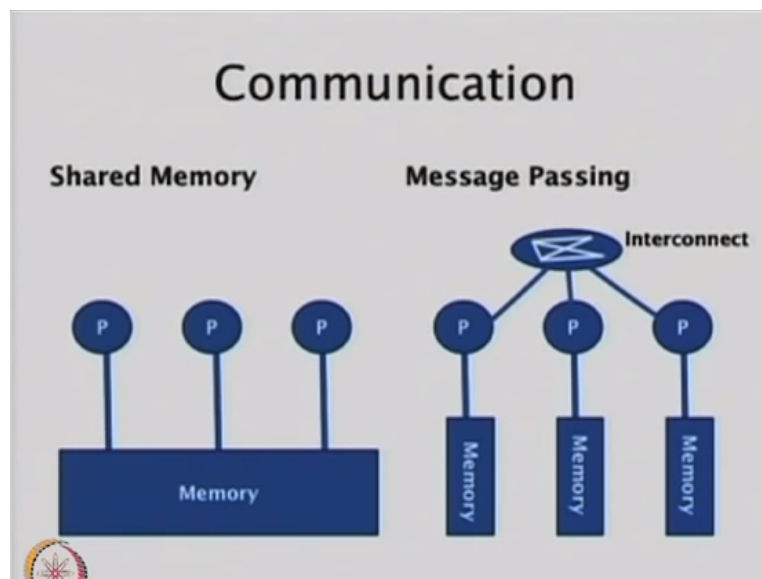 Communication
Shared Memory
Message Passing
Interconnect
P P P
P P P
Memory
Memory
Memory
Memory